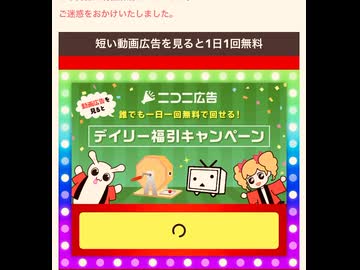 ご迷惑をおかけいたしました。
短い動画広告を見ると1日1回無料
動画広告を
見ると
ニコニ広告
誰でも一日一回無料で回せる!
デイリー福引キャンペーン